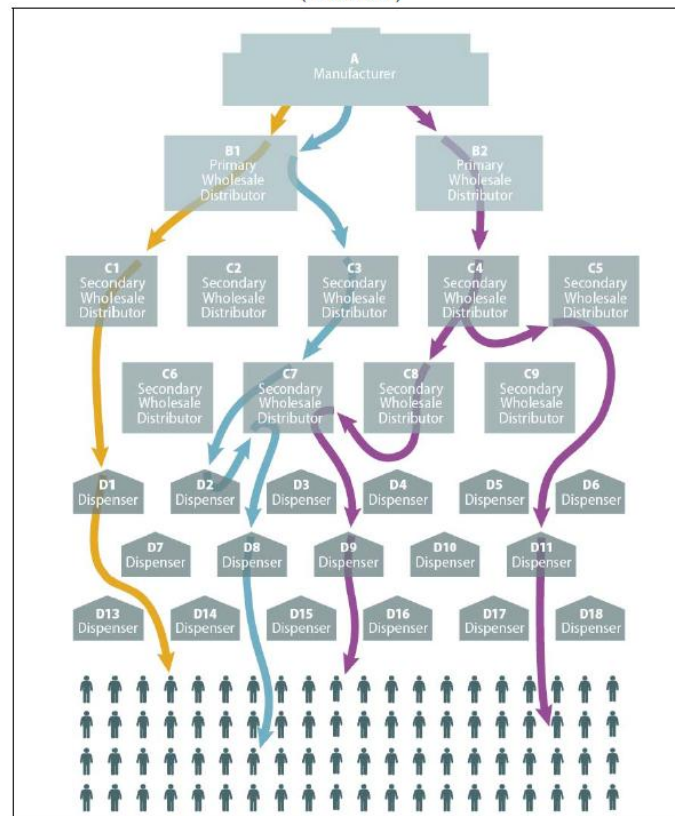 A
Manufacturer
B1
Primary
Wholesale
Distributor
B2
Primary
Wholesale
Distributor
C1
Secondary
Wholesale
Distributor
C2
Secondary
Wholesale
Distributor
C3
Secondary
Wholesale
Distributor
C4
Secondary
Wholesale
Distributor
C5
Secondary
Wholesale
Distributor
C6
Secondary
Wholesale
Distributor
C7
Secondary
Wholesale
Distributor
C8
Secondary
Wholesale
Distributor
C9
Secondary
Wholesale
Distributor
D1
Dispenser
D2
Dispenser
D3
Dispenser
D4
Dispenser
D5
Dispenser
D6
Dispenser
D7
Dispenser
D8
Dispenser
D9
Dispenser
D10
Dispenser
D11
Dispenser
D13
Dispenser
D14
Dispenser
D15
Dispenser
D16
Dispenser
D17
Dispenser
D18
Dispenser